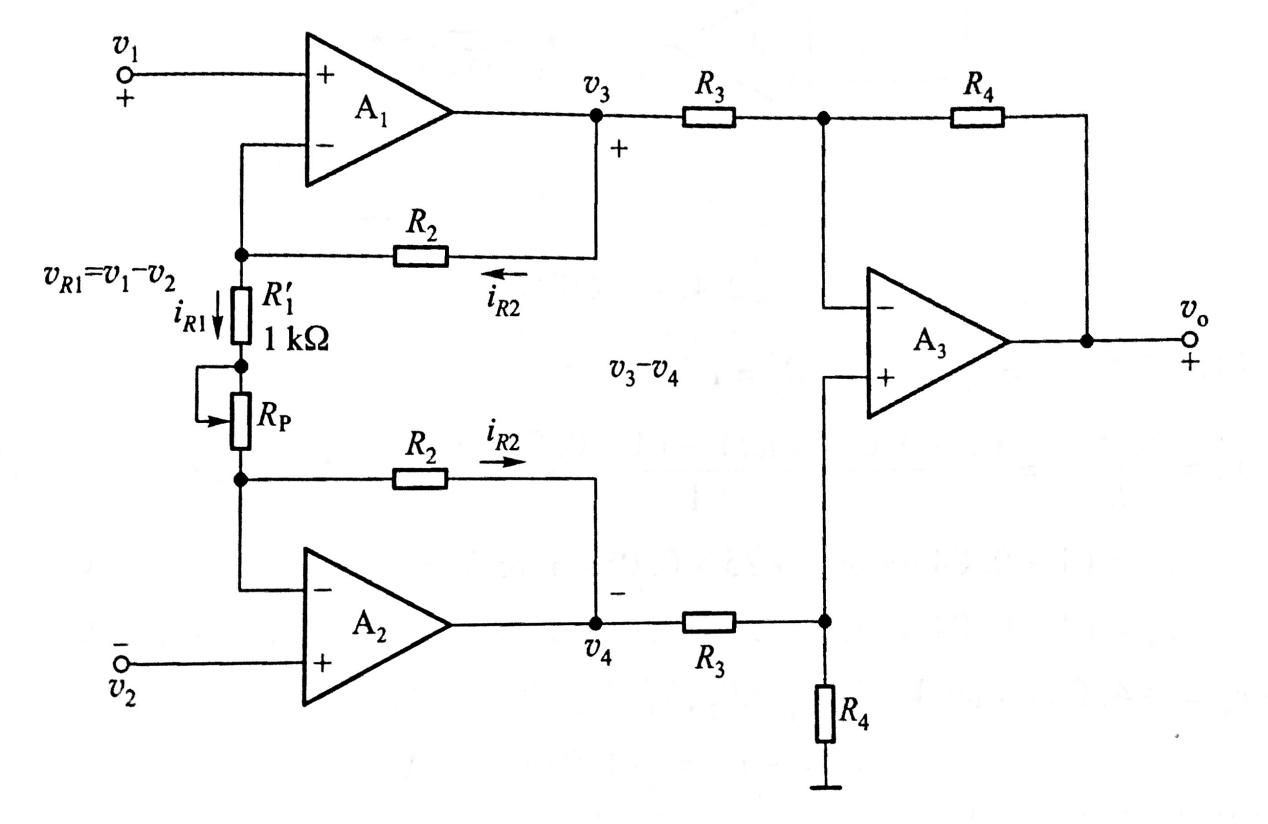 v₁
+
+
A₁
−
v₃
+
R₃
R₄
R₂
iR2
vR1=v₁−v₂
iR1
R′₁
1 kΩ
RP
v₃−v₄
−
A₃
+
vₒ
+
R₂
iR2
−
A₂
+
−
v₂
−
v₄
R₃
R₄